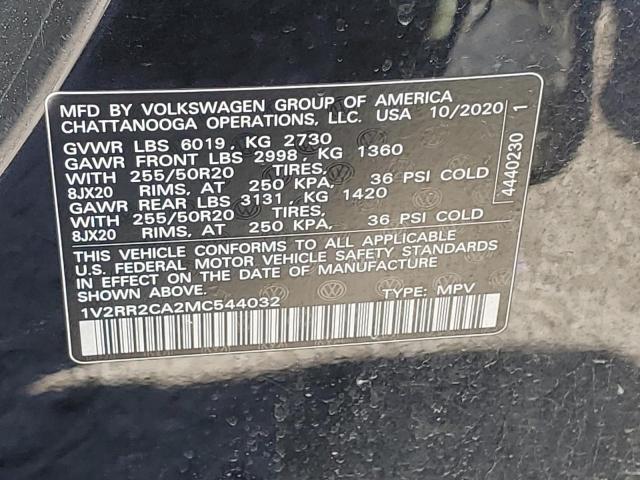 MFD BY VOLKSWAGEN GROUP OF AMERICA
CHATTANOOGA OPERATIONS, LLC. USA 10/2020
GVWR LBS 6019, KG 2730
GAWR FRONT LBS 2998, KG 1360
WITH 255/50R20 TIRES,
8JX20 RIMS, AT 250 KPA, 36 PSI COLD
GAWR REAR LBS 3131, KG 1420
WITH 255/50R20 TIRES,
8JX20 RIMS, AT 250 KPA, 36 PSI COLD
THIS VEHICLE CONFORMS TO ALL APPLICABLE
U.S. FEDERAL MOTOR VEHICLE SAFETY STANDARDS
IN EFFECT ON THE DATE OF MANUFACTURE
SHOWN ABOVE.
1V2RR2CA2MC544032 TYPE: MPV
4440230 1